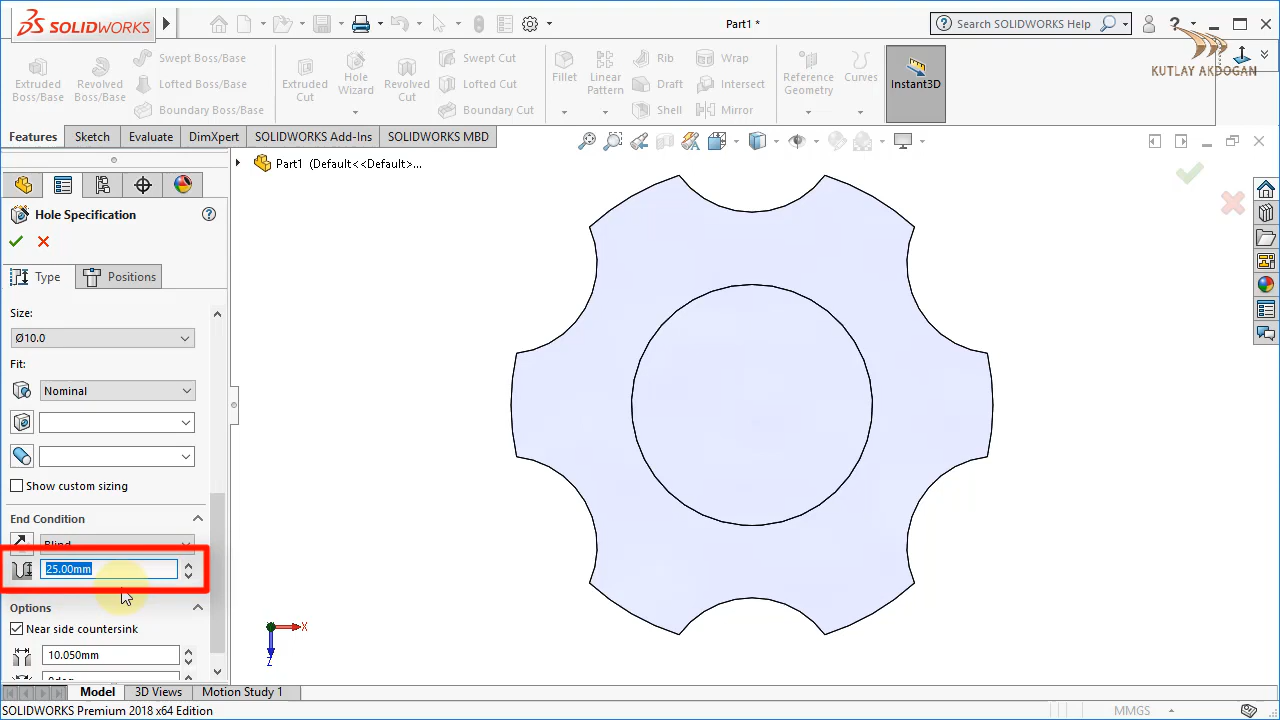 SOLIDWORKS
Part1 *
Search SOLIDWORKS Help
KUTLAY AKDOGAN
Extruded Boss/Base
Revolved Boss/Base
Swept Boss/Base
Lofted Boss/Base
Boundary Boss/Base
Extruded Cut
Hole Wizard
Revolved Cut
Swept Cut
Lofted Cut
Boundary Cut
Fillet
Linear Pattern
Rib
Draft
Shell
Wrap
Intersect
Mirror
Reference Geometry
Curves
Instant3D
Features
Sketch
Evaluate
DimXpert
SOLIDWORKS Add-Ins
SOLIDWORKS MBD
Part1 (Default<<Default>...
Hole Specification
Type
Positions
Size:
Ø10.0
Fit:
Nominal
Show custom sizing
End Condition
Blind
25.00mm
Options
Near side countersink
10.050mm
X
Z
Model
3D Views
Motion Study 1
SOLIDWORKS Premium 2018 x64 Edition
MMGS